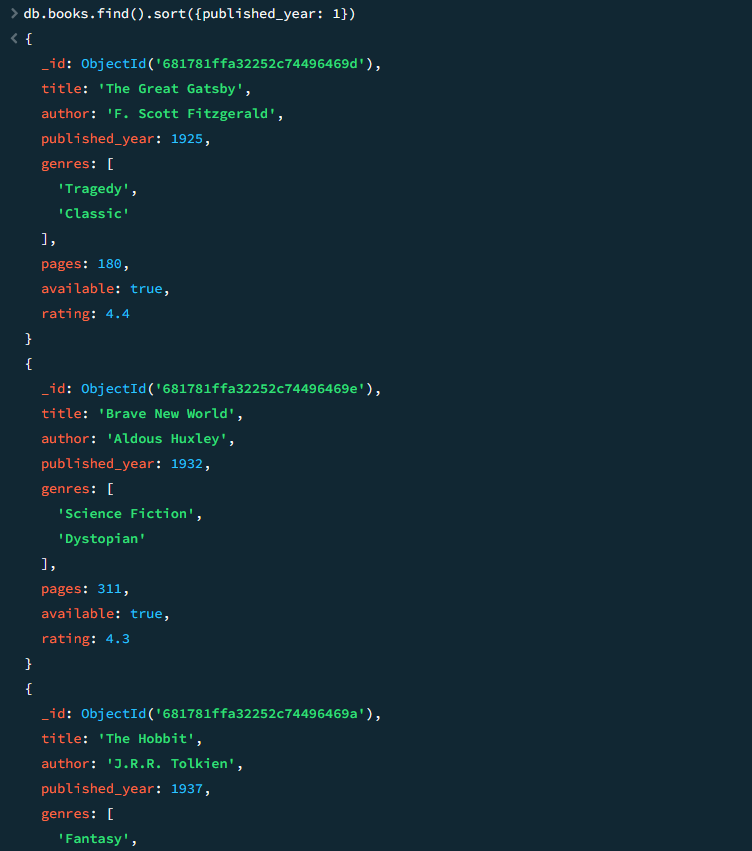 db.books.find().sort({published_year: 1})
{
_id: ObjectId('681781ffa32252c74496469d'),
title: 'The Great Gatsby',
author: 'F. Scott Fitzgerald',
published_year: 1925,
genres: [
'Tragedy',
'Classic'
],
pages: 180,
available: true,
rating: 4.4
}
{
_id: ObjectId('681781ffa32252c74496469e'),
title: 'Brave New World',
author: 'Aldous Huxley',
published_year: 1932,
genres: [
'Science Fiction',
'Dystopian'
],
pages: 311,
available: true,
rating: 4.3
}
{
_id: ObjectId('681781ffa32252c74496469a'),
title: 'The Hobbit',
author: 'J.R.R. Tolkien',
published_year: 1937,
genres: [
'Fantasy',